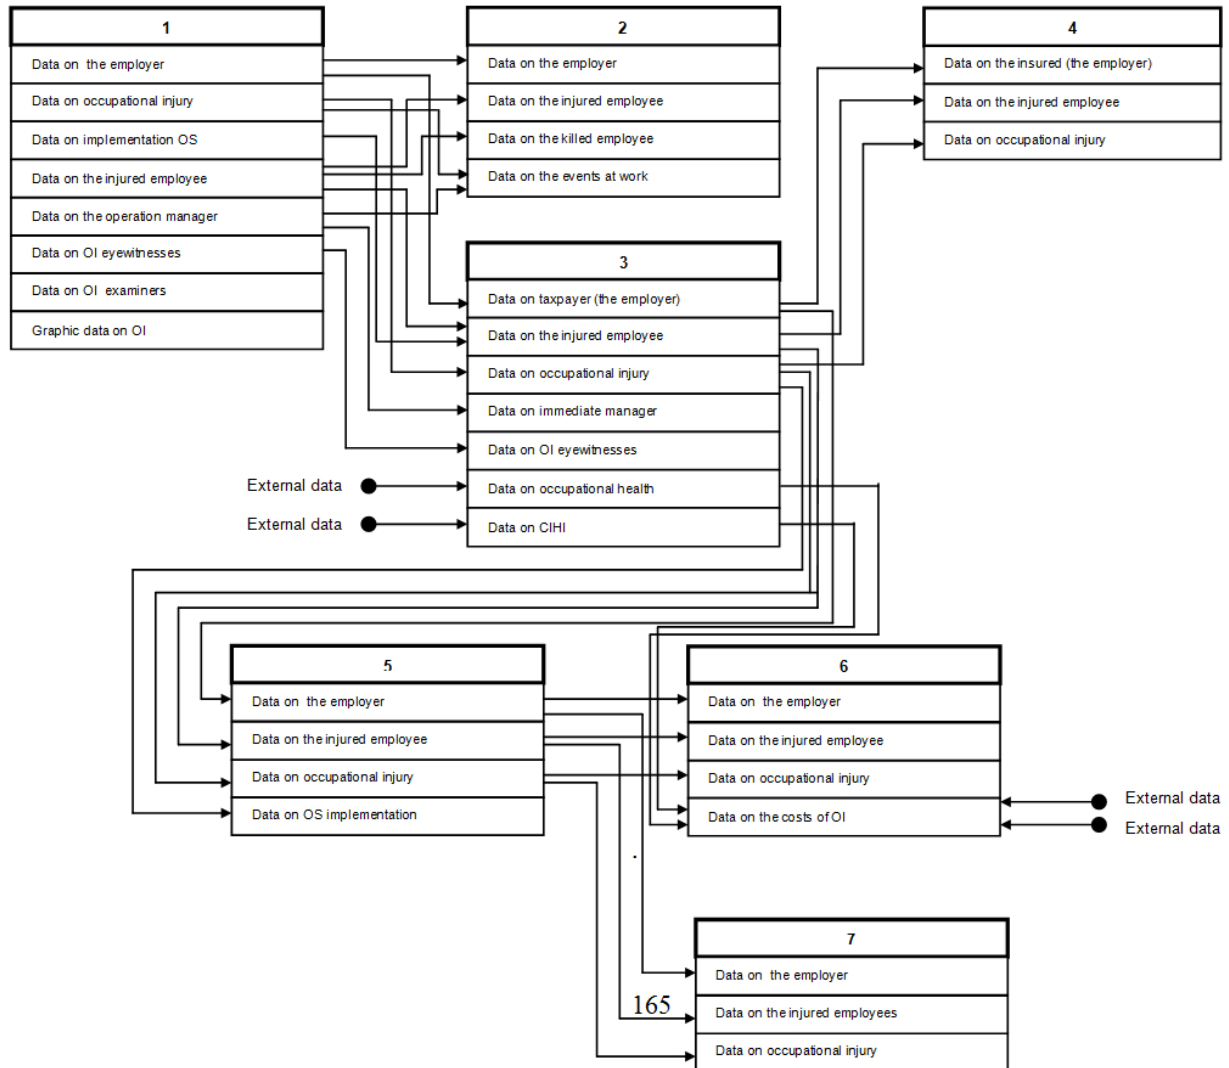 1
Data on the employer
Data on occupational injury
Data on implementation OS
Data on the injured employee
Data on the operation manager
Data on OI eyewitnesses
Data on OI examiners
Graphic data on OI
2
Data on the employer
Data on the injured employee
Data on the killed employee
Data on the events at work
4
Data on the insured (the employer)
Data on the injured employee
Data on occupational injury
3
Data on taxpayer (the employer)
Data on the injured employee
Data on occupational injury
Data on immediate manager
Data on OI eyewitnesses
Data on occupational health
Data on CIHI
External data
External data
5
Data on the employer
Data on the injured employee
Data on occupational injury
Data on OS implementation
6
Data on the employer
Data on the injured employee
Data on occupational injury
Data on the costs of OI
External data
External data
7
Data on the employer
Data on the injured employees
Data on occupational injury
165